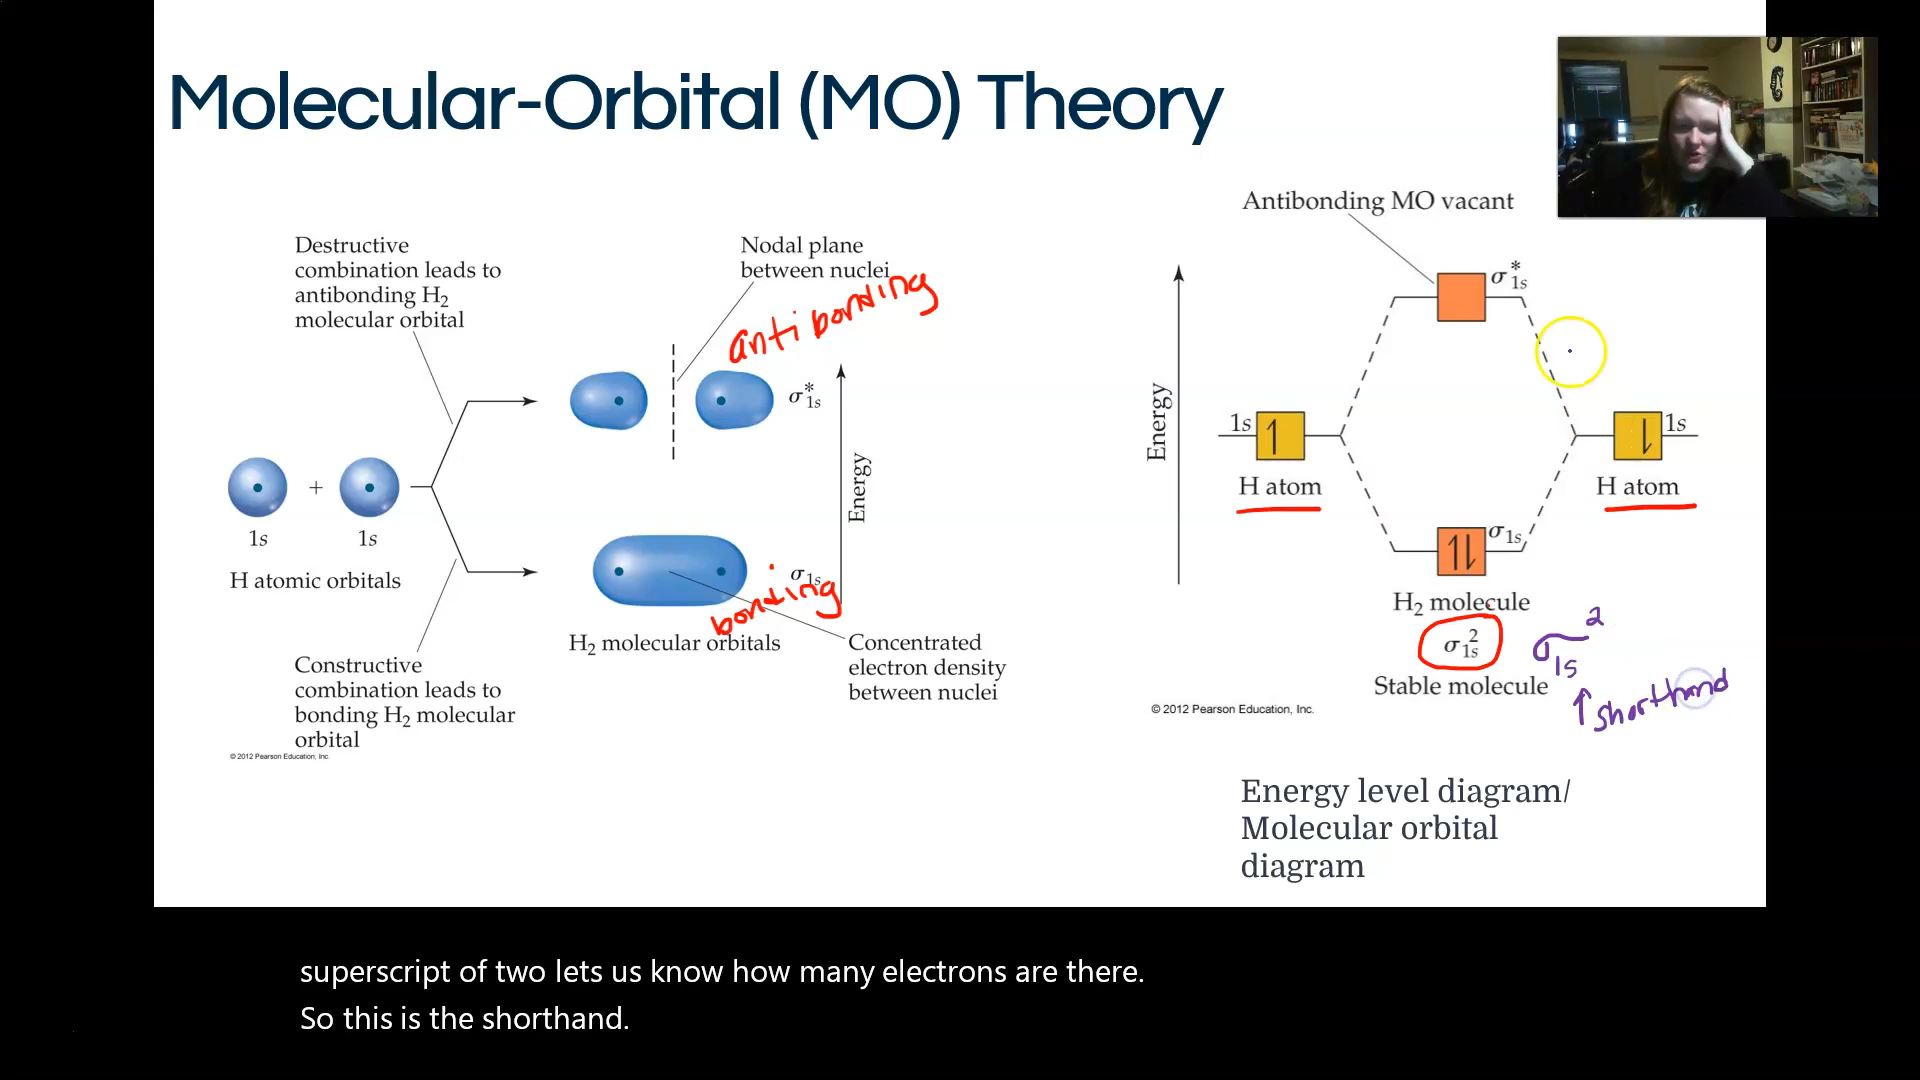 Molecular-Orbital (MO) Theory
Destructive
combination leads to
antibonding H₂
molecular orbital
Nodal plane
between nuclei
antibonding
σ*1s
Energy
+
1s
1s
H atomic orbitals
σ1s
bonding
H₂ molecular orbitals
Concentrated
electron density
between nuclei
Constructive
combination leads to
bonding H₂ molecular
orbital
© 2012 Pearson Education, Inc.
Antibonding MO vacant
σ*1s
Energy
1s
1s
H atom
H atom
σ1s
H₂ molecule
σ²1s
σ1s²
Stable molecule
↑ shorthand
© 2012 Pearson Education, Inc.
Energy level diagram/
Molecular orbital
diagram
superscript of two lets us know how many electrons are there.
So this is the shorthand.